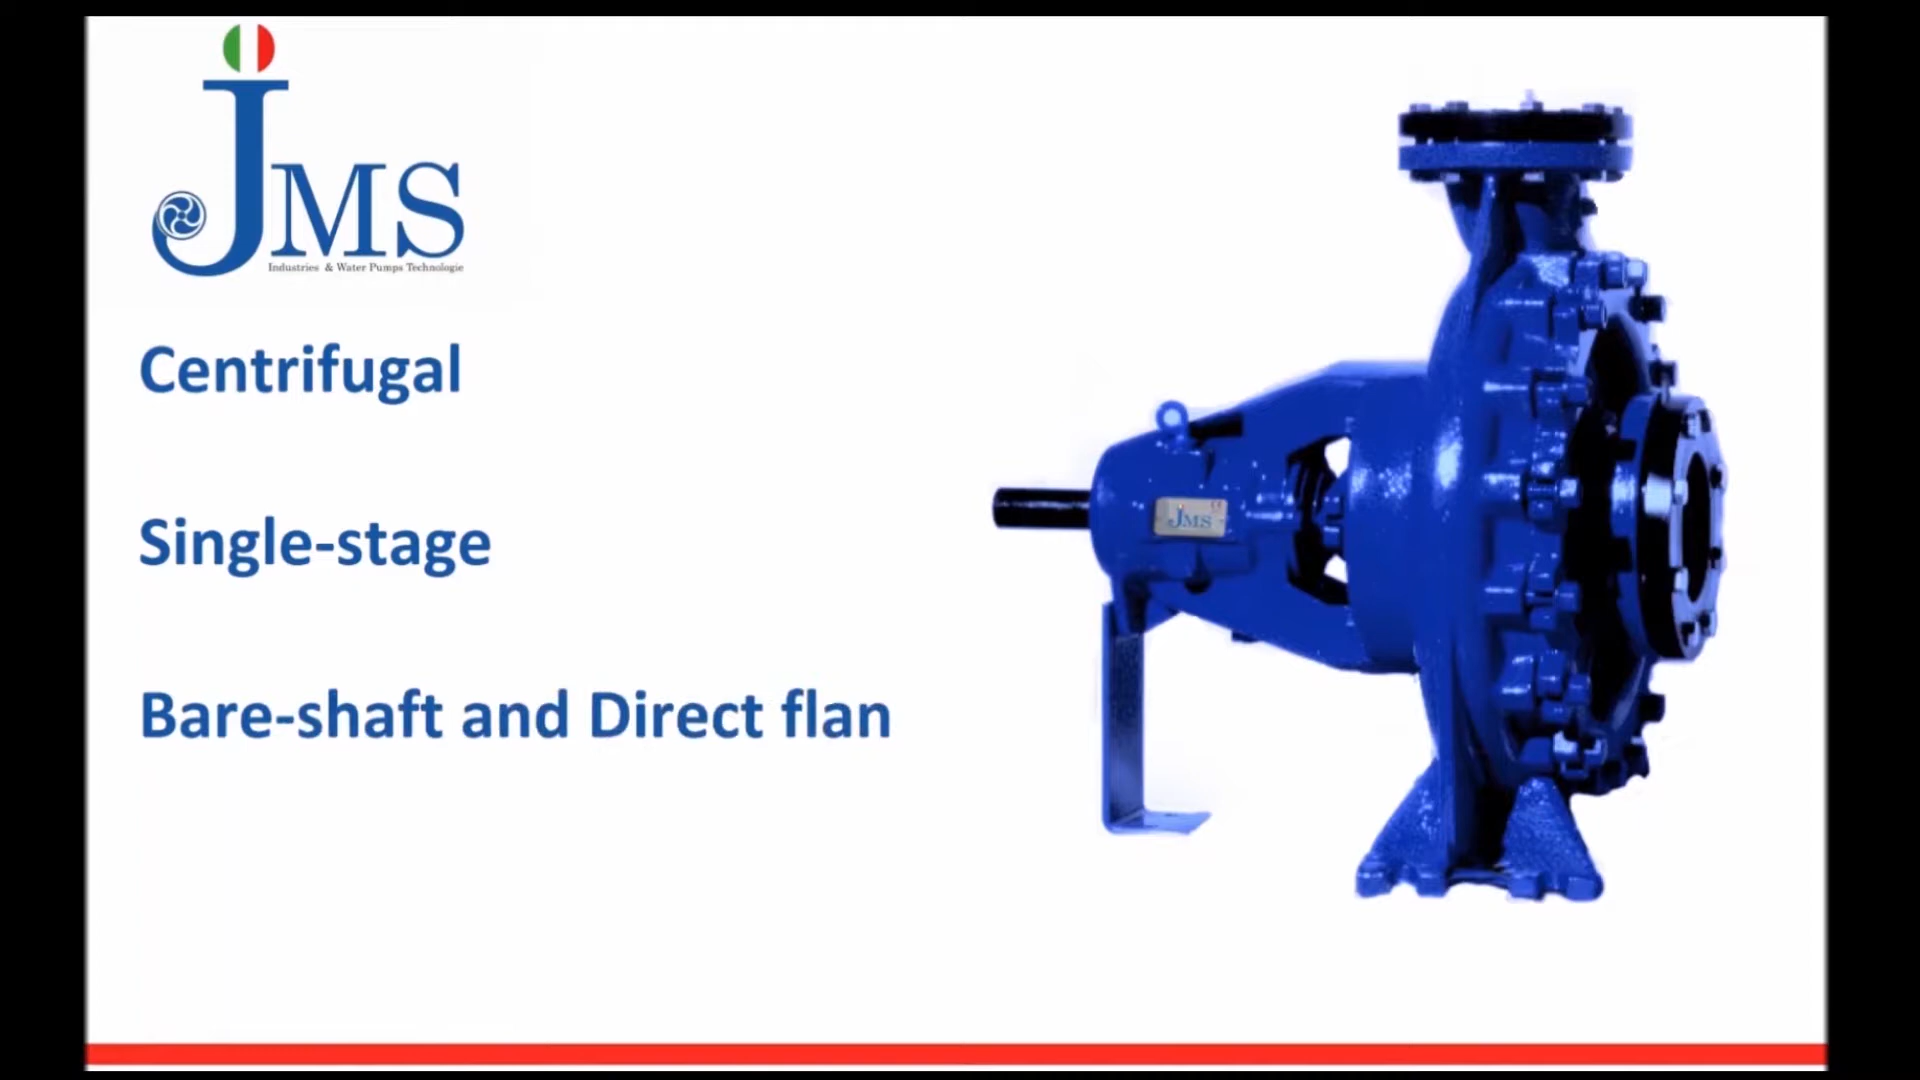 JMS
Industries & Water Pumps Technologie
Centrifugal
Single-stage
Bare-shaft and Direct flan
JMS